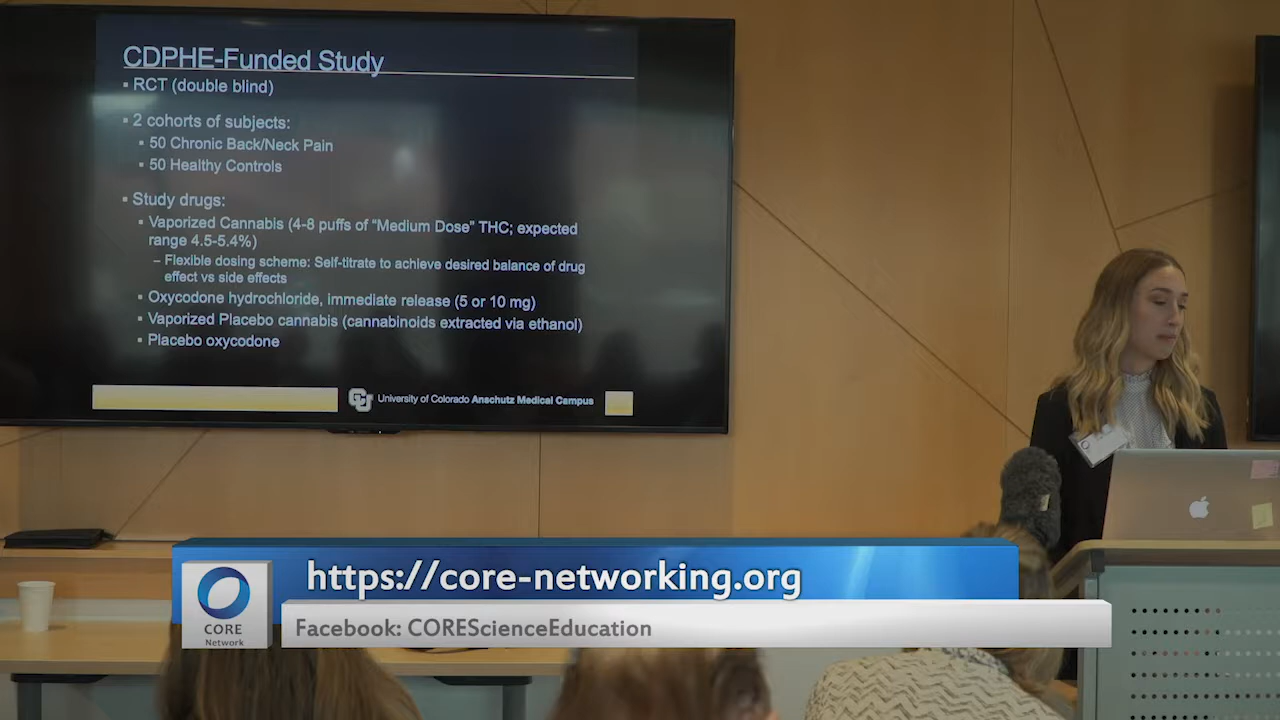 CDPHE-Funded Study
▪ RCT (double blind)
▪ 2 cohorts of subjects:
▪ 50 Chronic Back/Neck Pain
▪ 50 Healthy Controls
▪ Study drugs:
▪ Vaporized Cannabis (4-8 puffs of “Medium Dose” THC; expected
range 4.5-5.4%)
– Flexible dosing scheme: Self-titrate to achieve desired balance of drug
effect vs side effects
▪ Oxycodone hydrochloride, immediate release (5 or 10 mg)
▪ Vaporized Placebo cannabis (cannabinoids extracted via ethanol)
▪ Placebo oxycodone
University of Colorado Anschutz Medical Campus
https://core-networking.org
CORE
Network
Facebook: COREScienceEducation